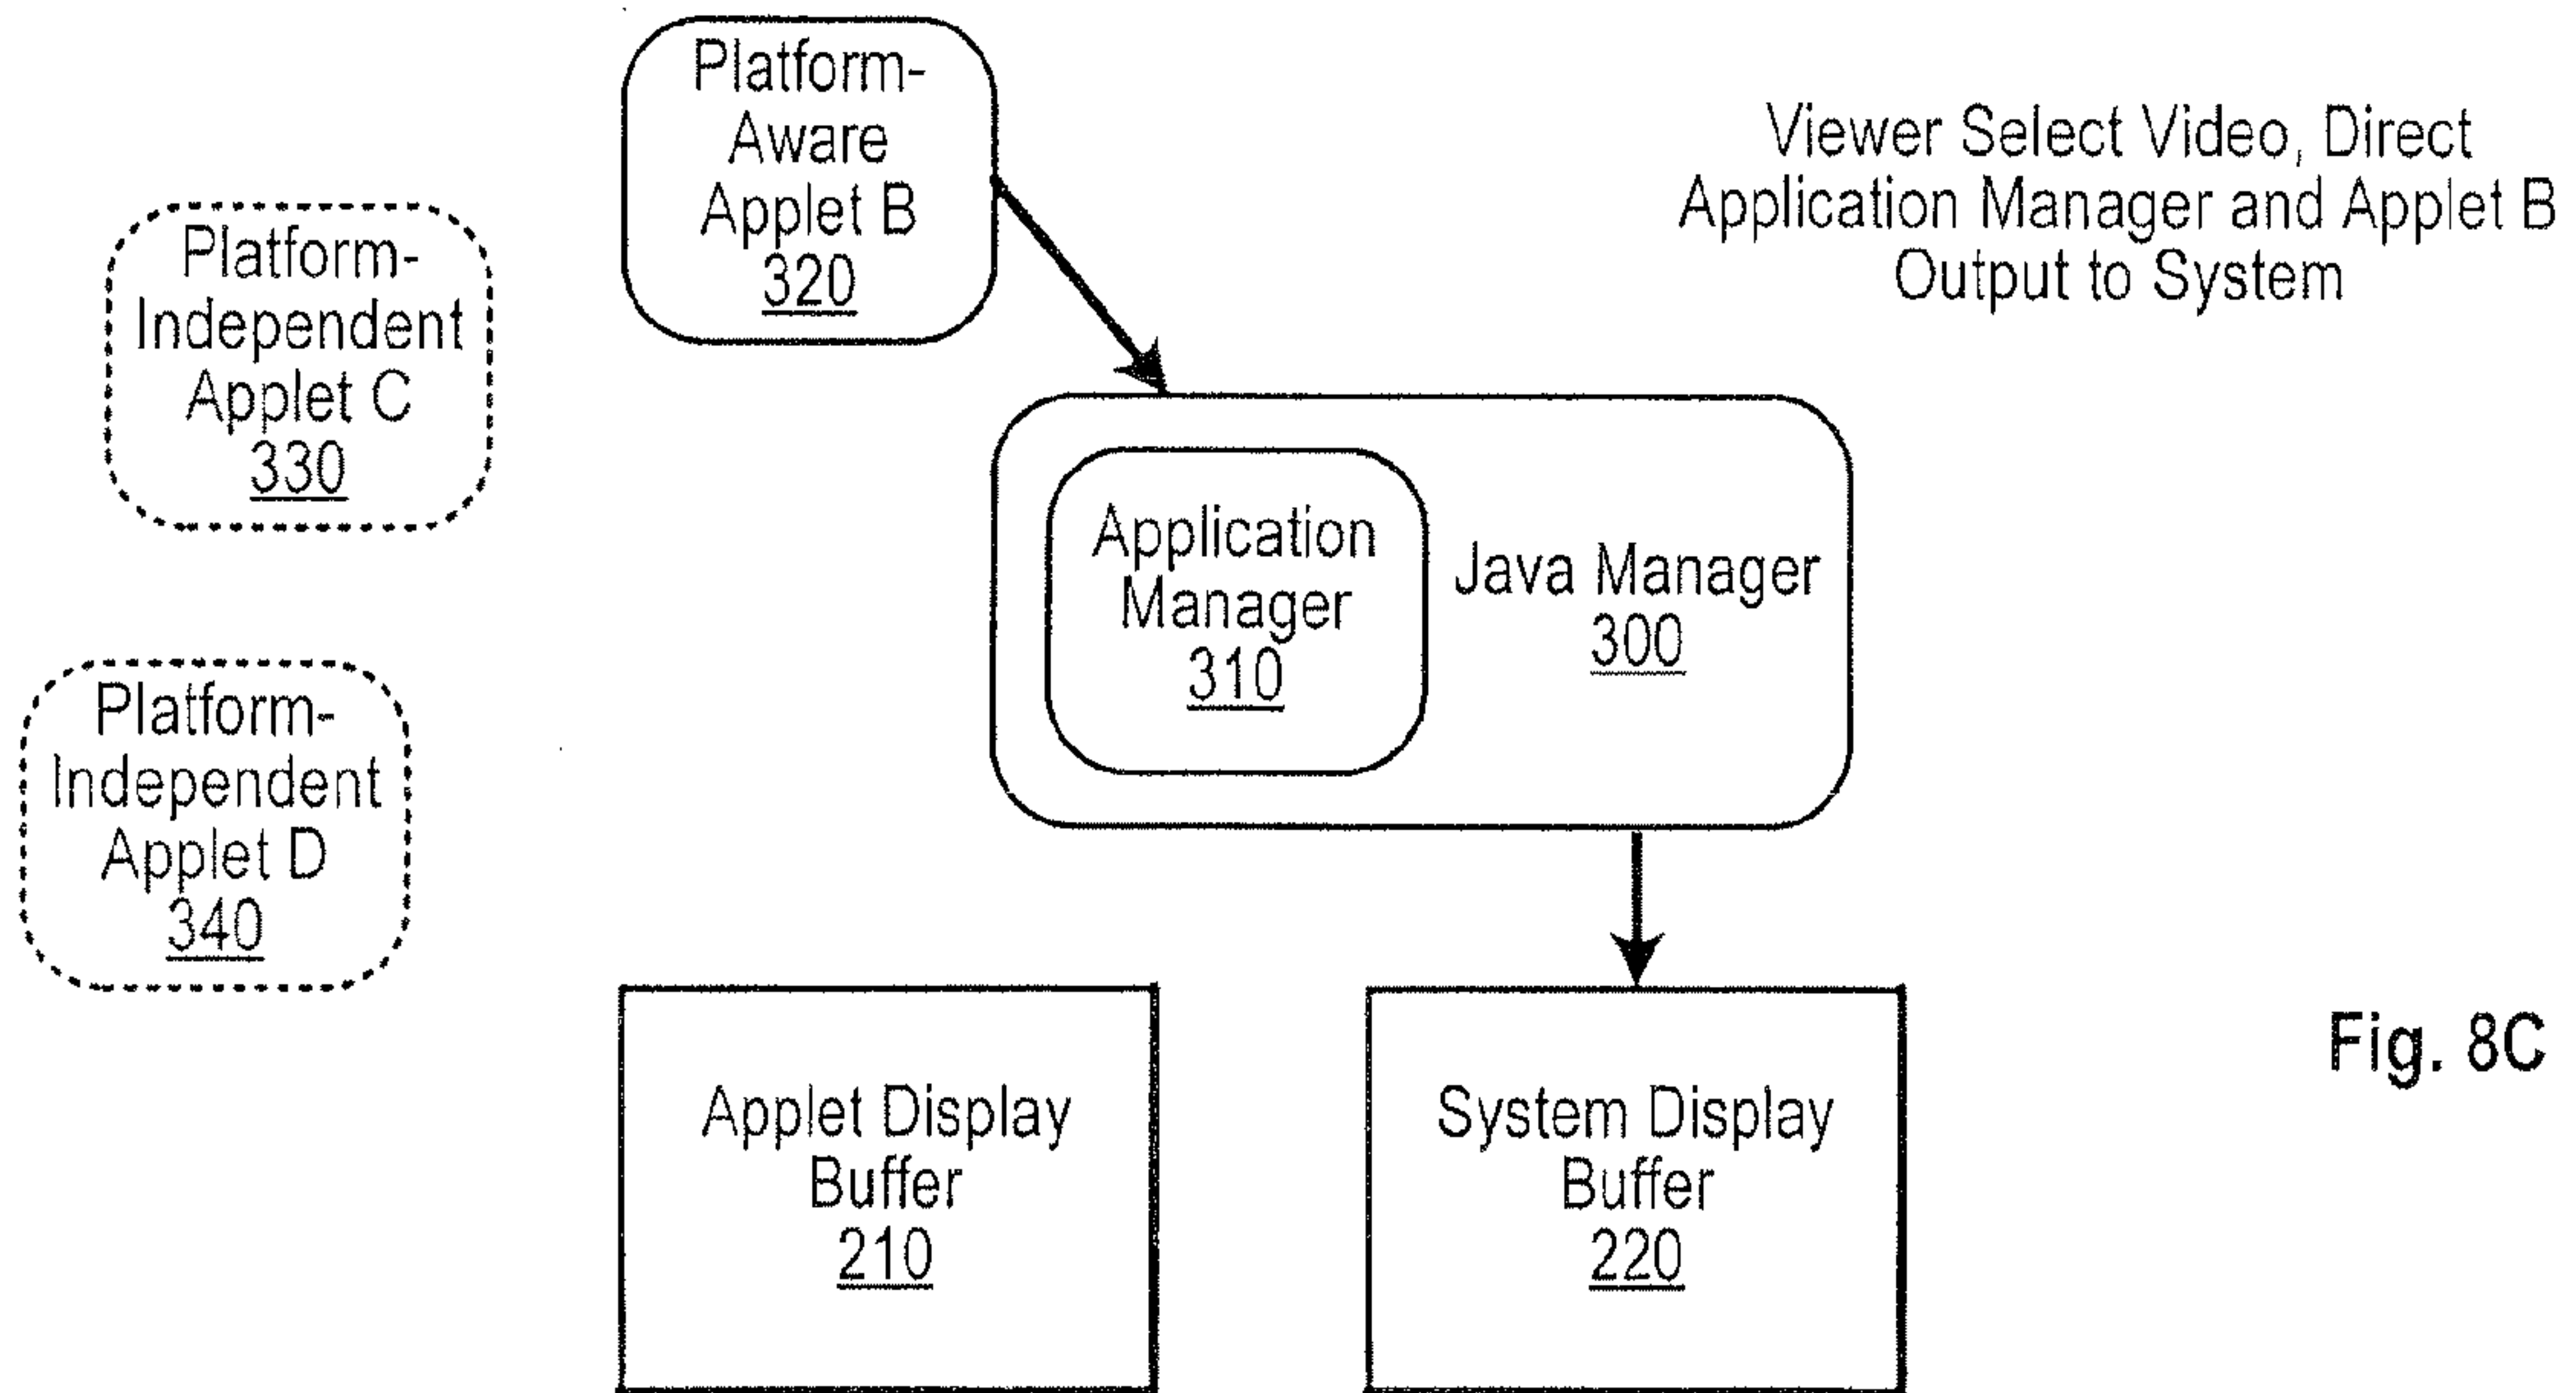 Platform-
Aware
Applet B
320
Viewer Select Video, Direct
Application Manager and Applet B
Output to System
Platform-
Independent
Applet C
330
Application
Manager
310
Java Manager
300
Platform-
Independent
Applet D
340
Applet Display
Buffer
210
System Display
Buffer
220
Fig. 8C